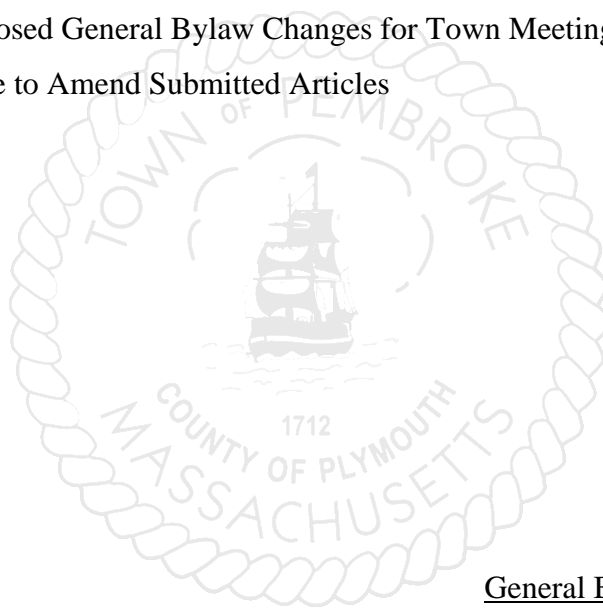 osed General Bylaw Changes for Town Meeting
e to Amend Submitted Articles
TOWN OF PEMBROKE
1712
COUNTY OF PLYMOUTH
MASSACHUSETTS
General B